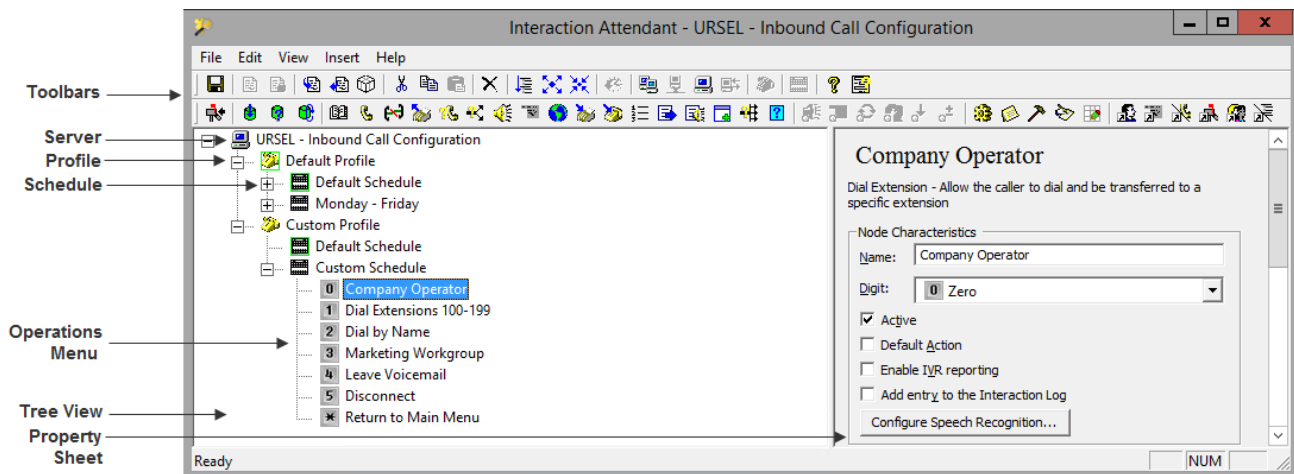 Interaction Attendant - URSEL - Inbound Call Configuration
File Edit View Insert Help
Toolbars
Server
Profile
Schedule
Operations
Menu
Tree View
Property
Sheet
URSEL - Inbound Call Configuration
Default Profile
Default Schedule
Monday - Friday
Custom Profile
Default Schedule
Custom Schedule
0 Company Operator
1 Dial Extensions 100-199
2 Dial by Name
3 Marketing Workgroup
4 Leave Voicemail
5 Disconnect
* Return to Main Menu
Company Operator
Dial Extension - Allow the caller to dial and be transferred to a
specific extension
Node Characteristics
Name: Company Operator
Digit: 0 Zero
Active
Default Action
Enable IVR reporting
Add entry to the Interaction Log
Configure Speech Recognition...
Ready
NUM